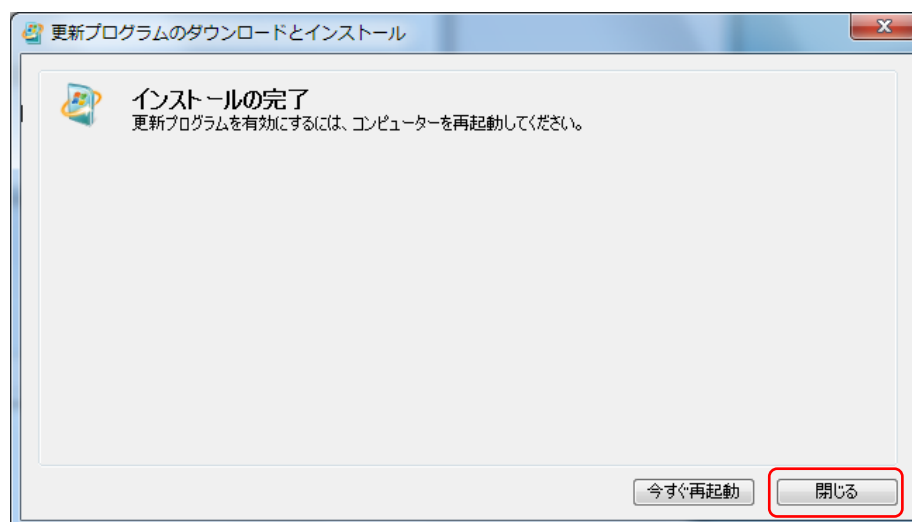 更新プログラムのダウンロードとインストール
インストールの完了
更新プログラムを有効にするには、コンピューターを再起動してください。
今すぐ再起動
閉じる